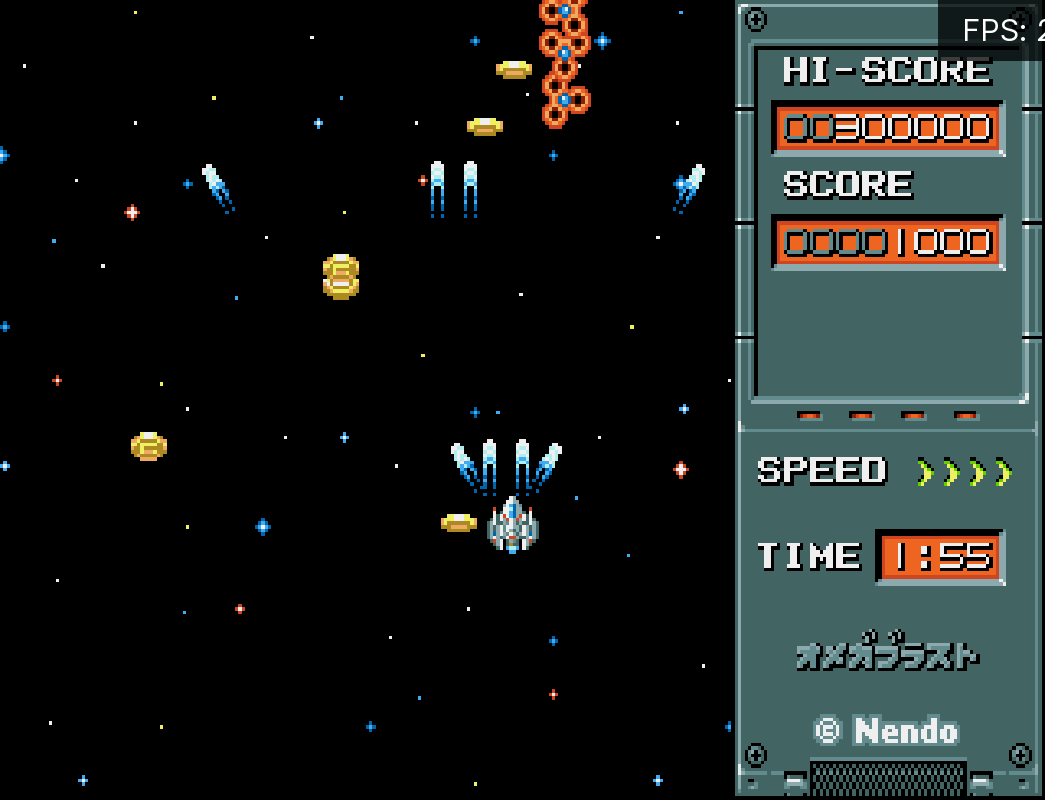 FPS: 2
HI-SCORE
00300000
SCORE
00001000
SPEED
TIME 1:55
オメガブラスト
© Nendo